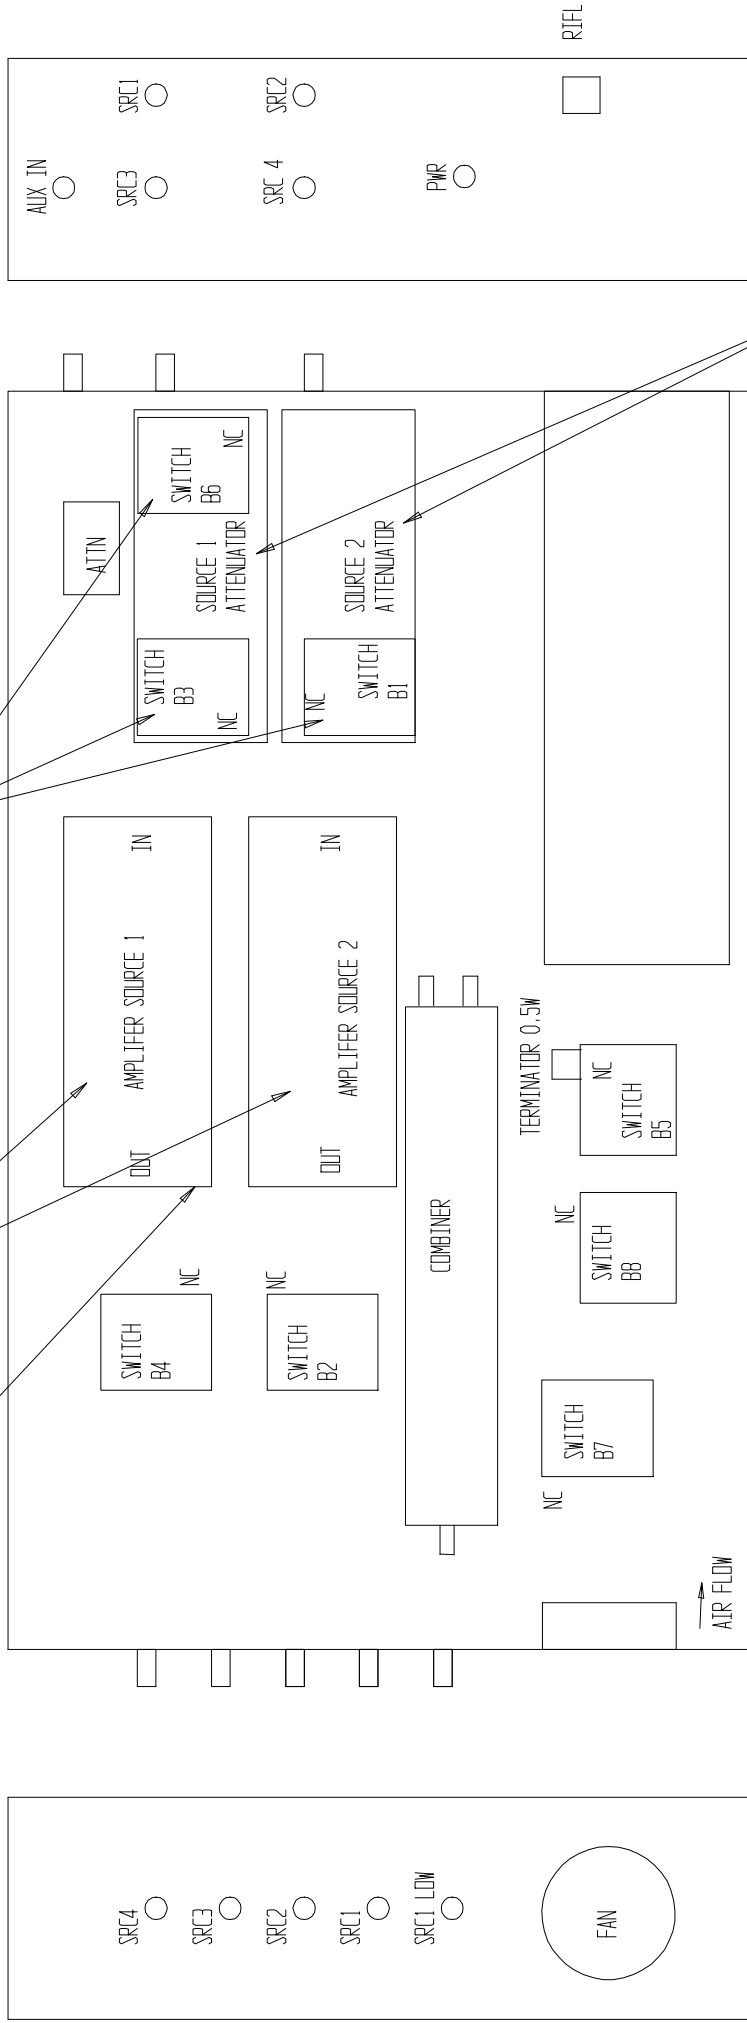 AUX IN
SRC1
SRC3
SRC2
SRC 4
PWR
RIFL
ATTN
SWITCH
B6
NC
SOURCE 1
ATTENUATOR
SWITCH
B3
NC
SOURCE 2
ATTENUATOR
NC
SWITCH
B1
AMPLIFER SOURCE 1
IN
OUT
AMPLIFER SOURCE 2
IN
OUT
COMBINER
TERMINATOR 0.5W
NC
SWITCH
B5
NC
SWITCH
B8
NC
SWITCH
B4
NC
SWITCH
B2
SWITCH
B7
NC
AIR FLOW
SRC4
SRC3
SRC2
SRC1
SRC1 LOW
FAN